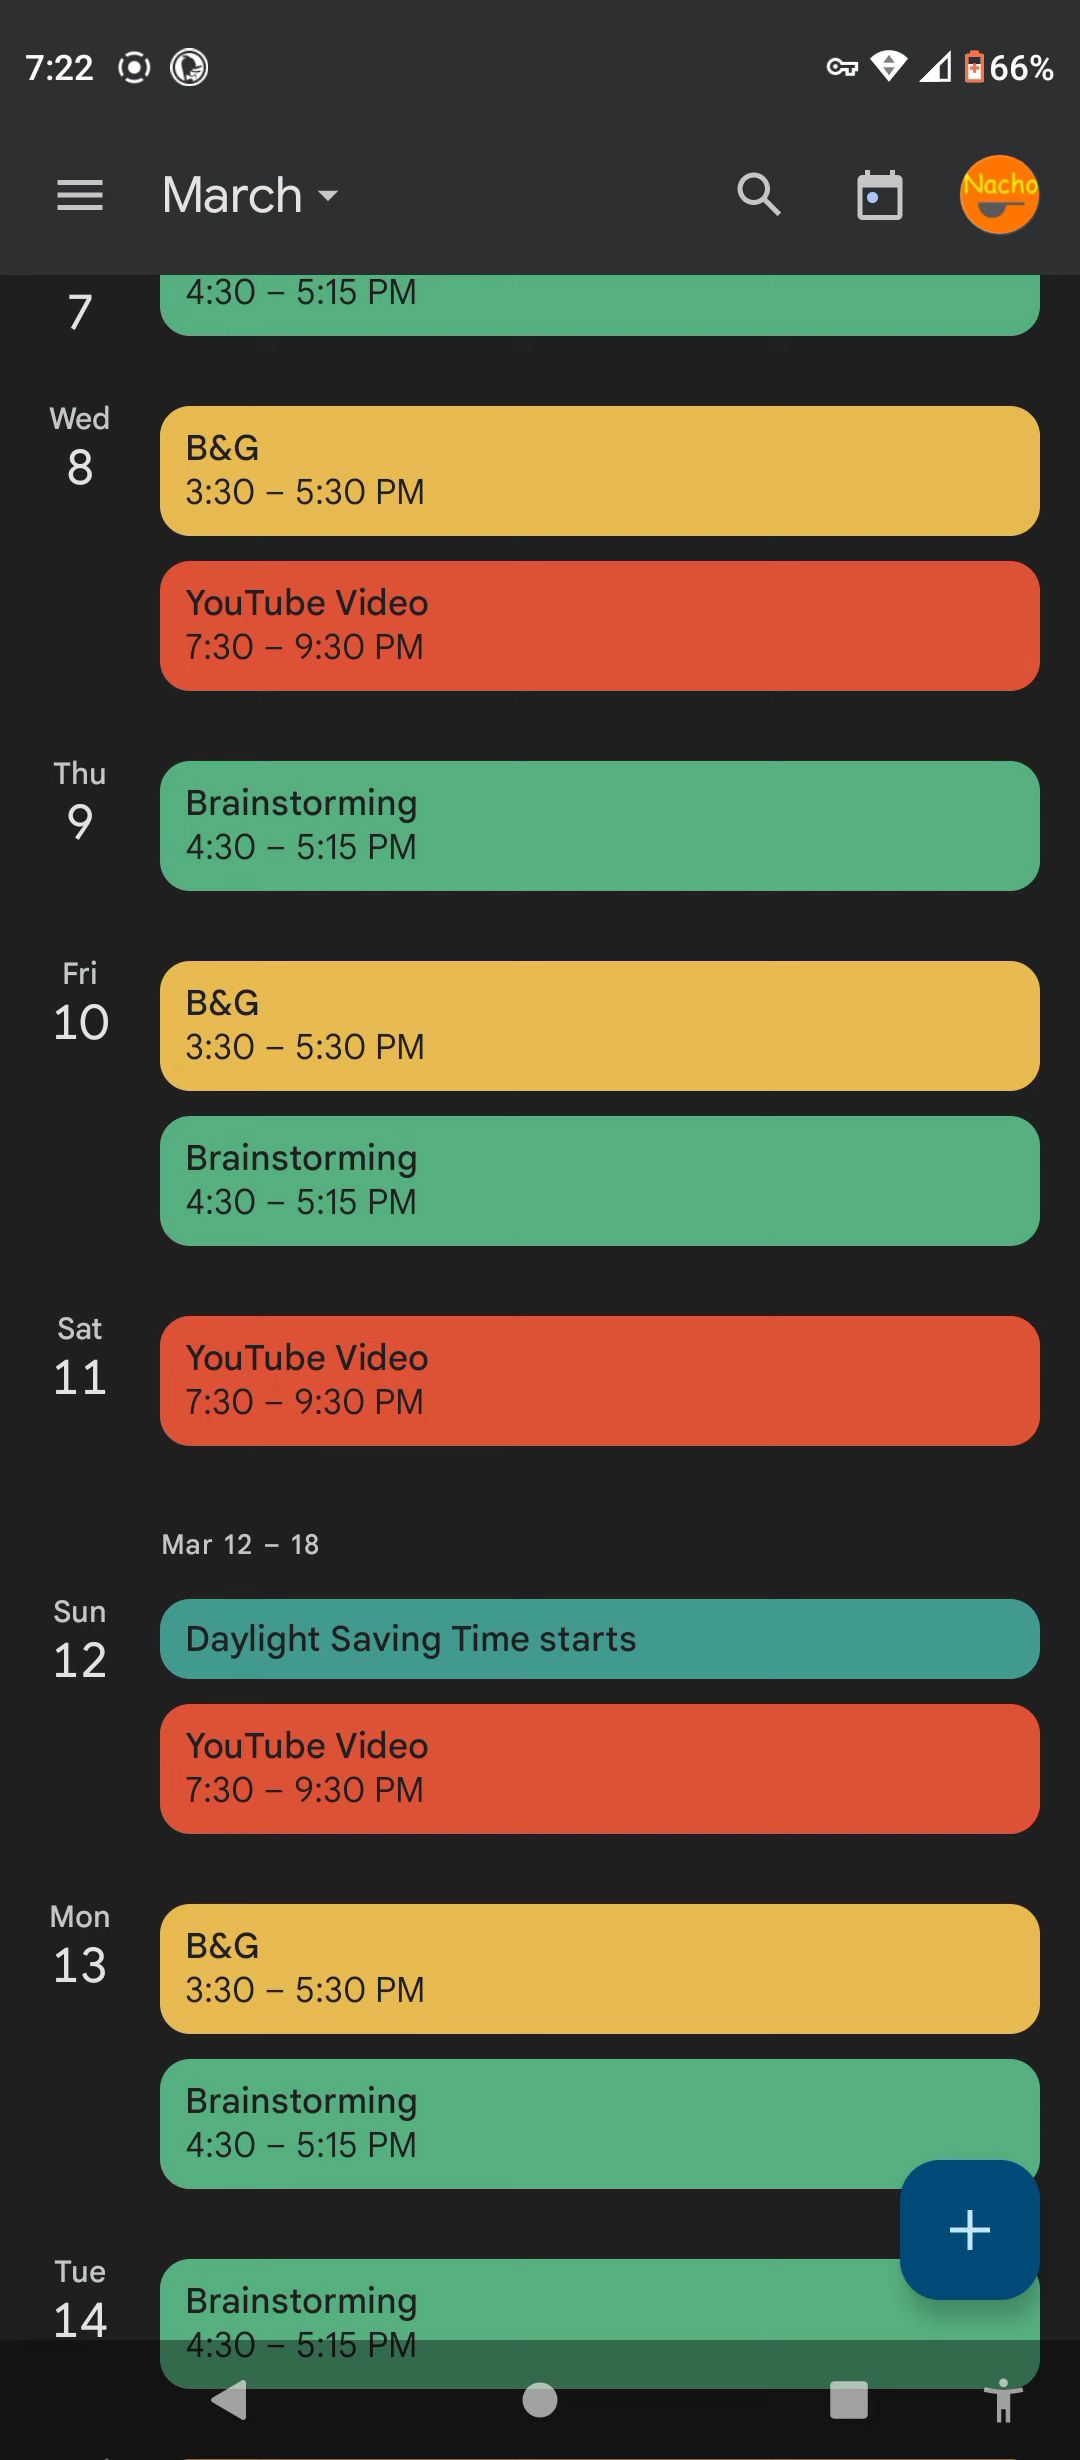 7:22
66%
March
Nacho
7
4:30 – 5:15 PM
Wed
8
B&G
3:30 – 5:30 PM
YouTube Video
7:30 – 9:30 PM
Thu
9
Brainstorming
4:30 – 5:15 PM
Fri
10
B&G
3:30 – 5:30 PM
Brainstorming
4:30 – 5:15 PM
Sat
11
YouTube Video
7:30 – 9:30 PM
Mar 12 – 18
Sun
12
Daylight Saving Time starts
YouTube Video
7:30 – 9:30 PM
Mon
13
B&G
3:30 – 5:30 PM
Brainstorming
4:30 – 5:15 PM
Tue
14
Brainstorming
4:30 – 5:15 PM